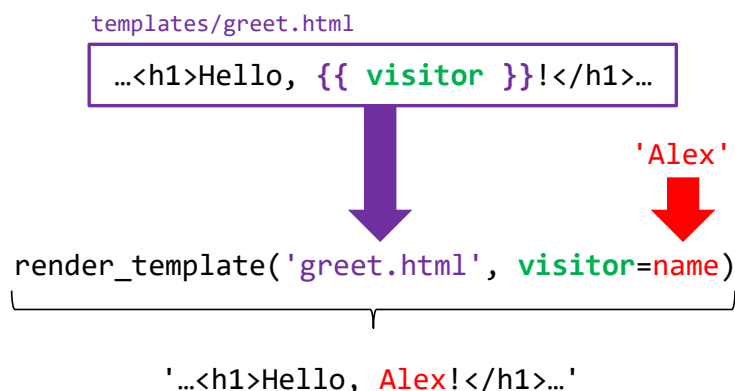 templates/greet.html
…<h1>Hello, {{ visitor }}!</h1>…
'Alex'
render_template('greet.html', visitor=name)
'…<h1>Hello, Alex!</h1>…'